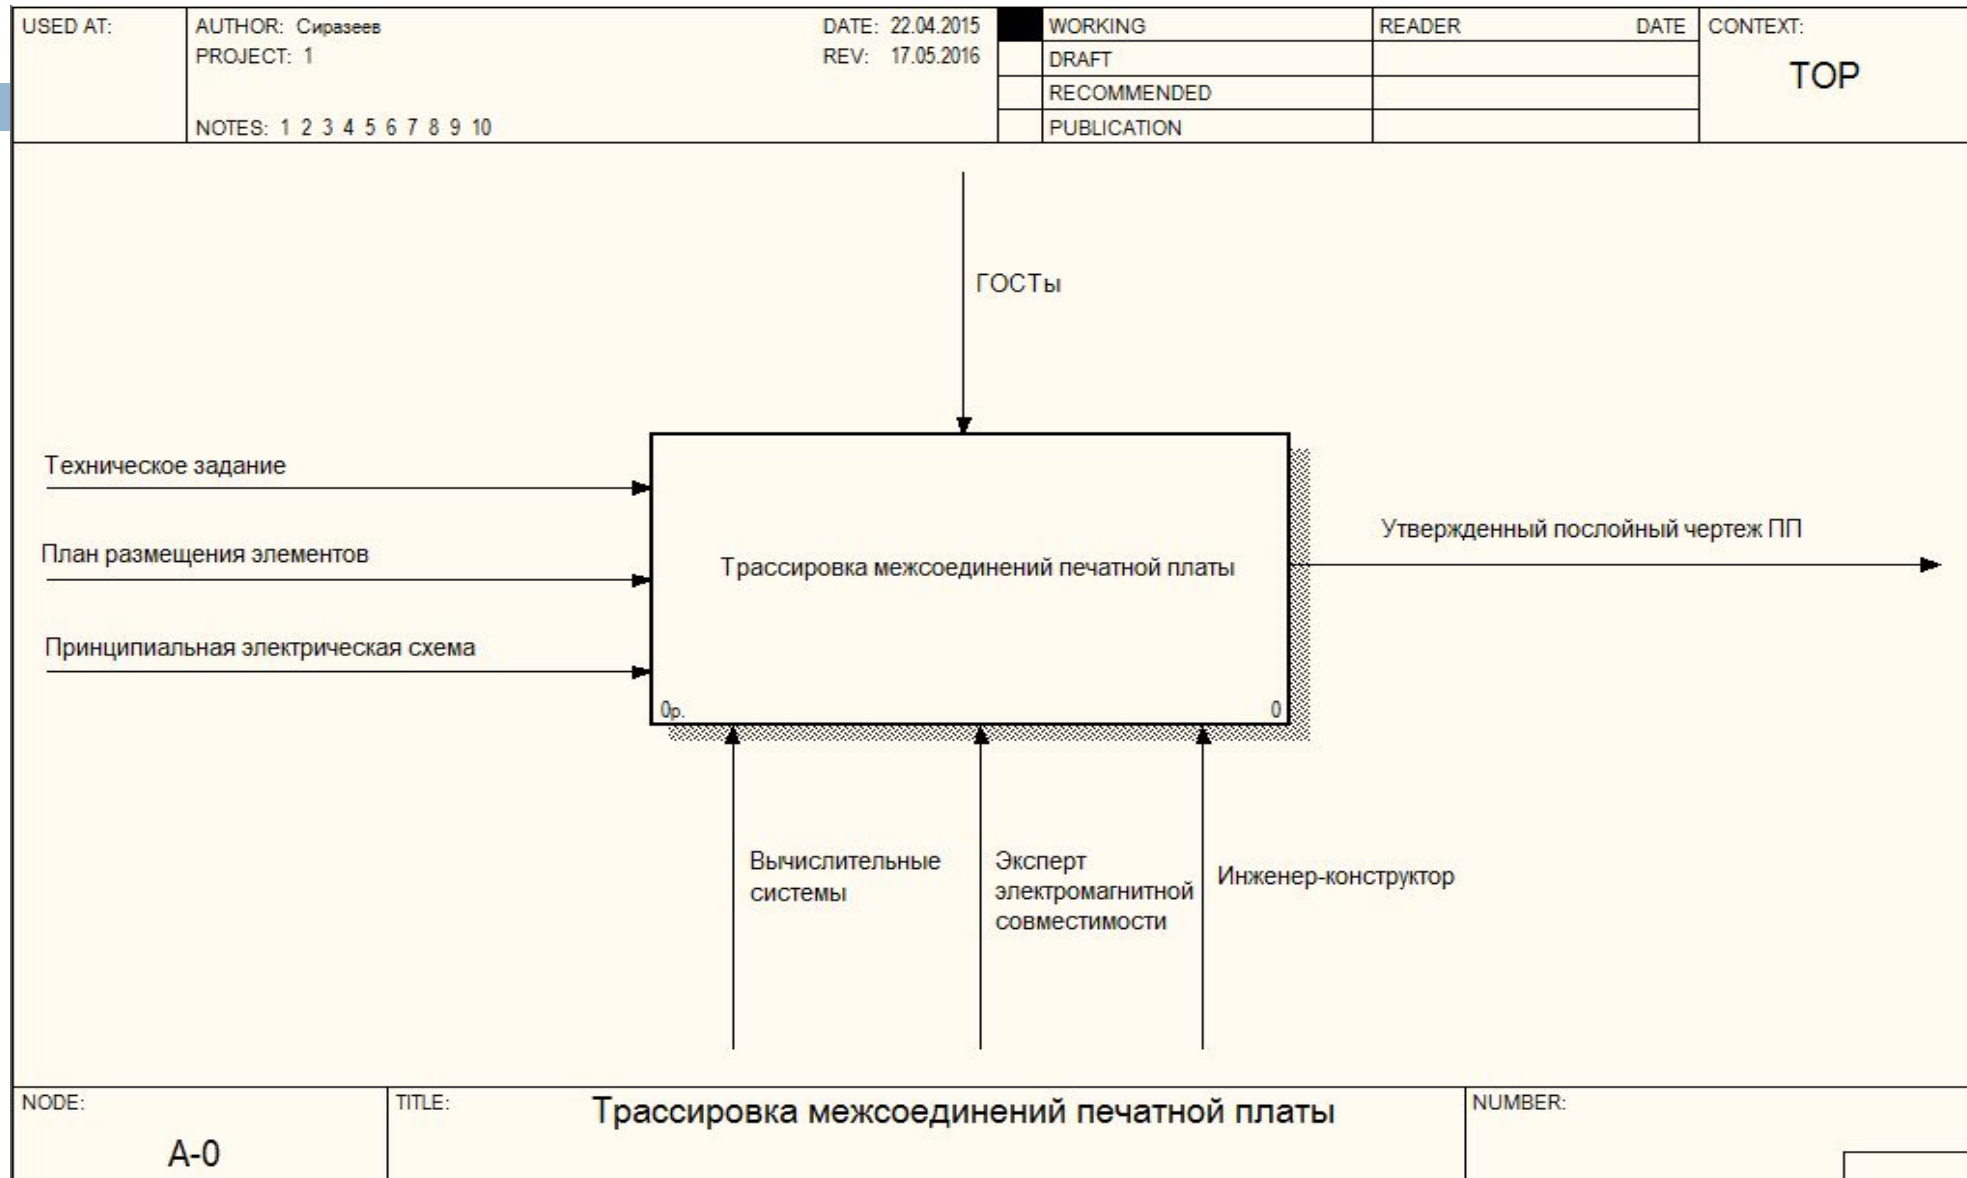 USED AT:
AUTHOR: Сиразеев
DATE: 22.04.2015
WORKING
READER
DATE
CONTEXT:
PROJECT: 1
REV: 17.05.2016
DRAFT
TOP
RECOMMENDED
NOTES: 1 2 3 4 5 6 7 8 9 10
PUBLICATION
ГОСТы
Техническое задание
План размещения элементов
Принципиальная электрическая схема
Трассировка межсоединений печатной платы
0р.
0
Утвержденный послойный чертеж ПП
Вычислительные
системы
Эксперт
электромагнитной
совместимости
Инженер-конструктор
NODE:
A-0
TITLE:
Трассировка межсоединений печатной платы
NUMBER: